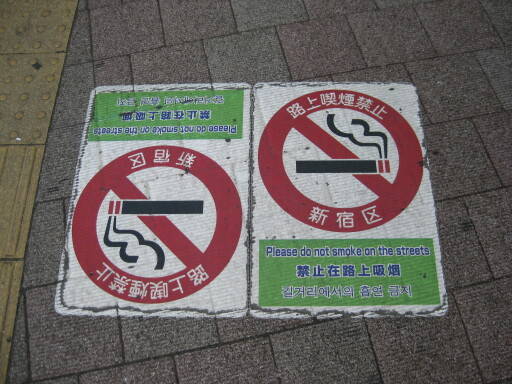 路上喫煙禁止
新宿区
Please do not smoke on the streets
禁止在路上吸烟
길거리에서의 흡연 금지
路上喫煙禁止
新宿区
Please do not smoke on the streets
禁止在路上吸烟
길거리에서의 흡연 금지